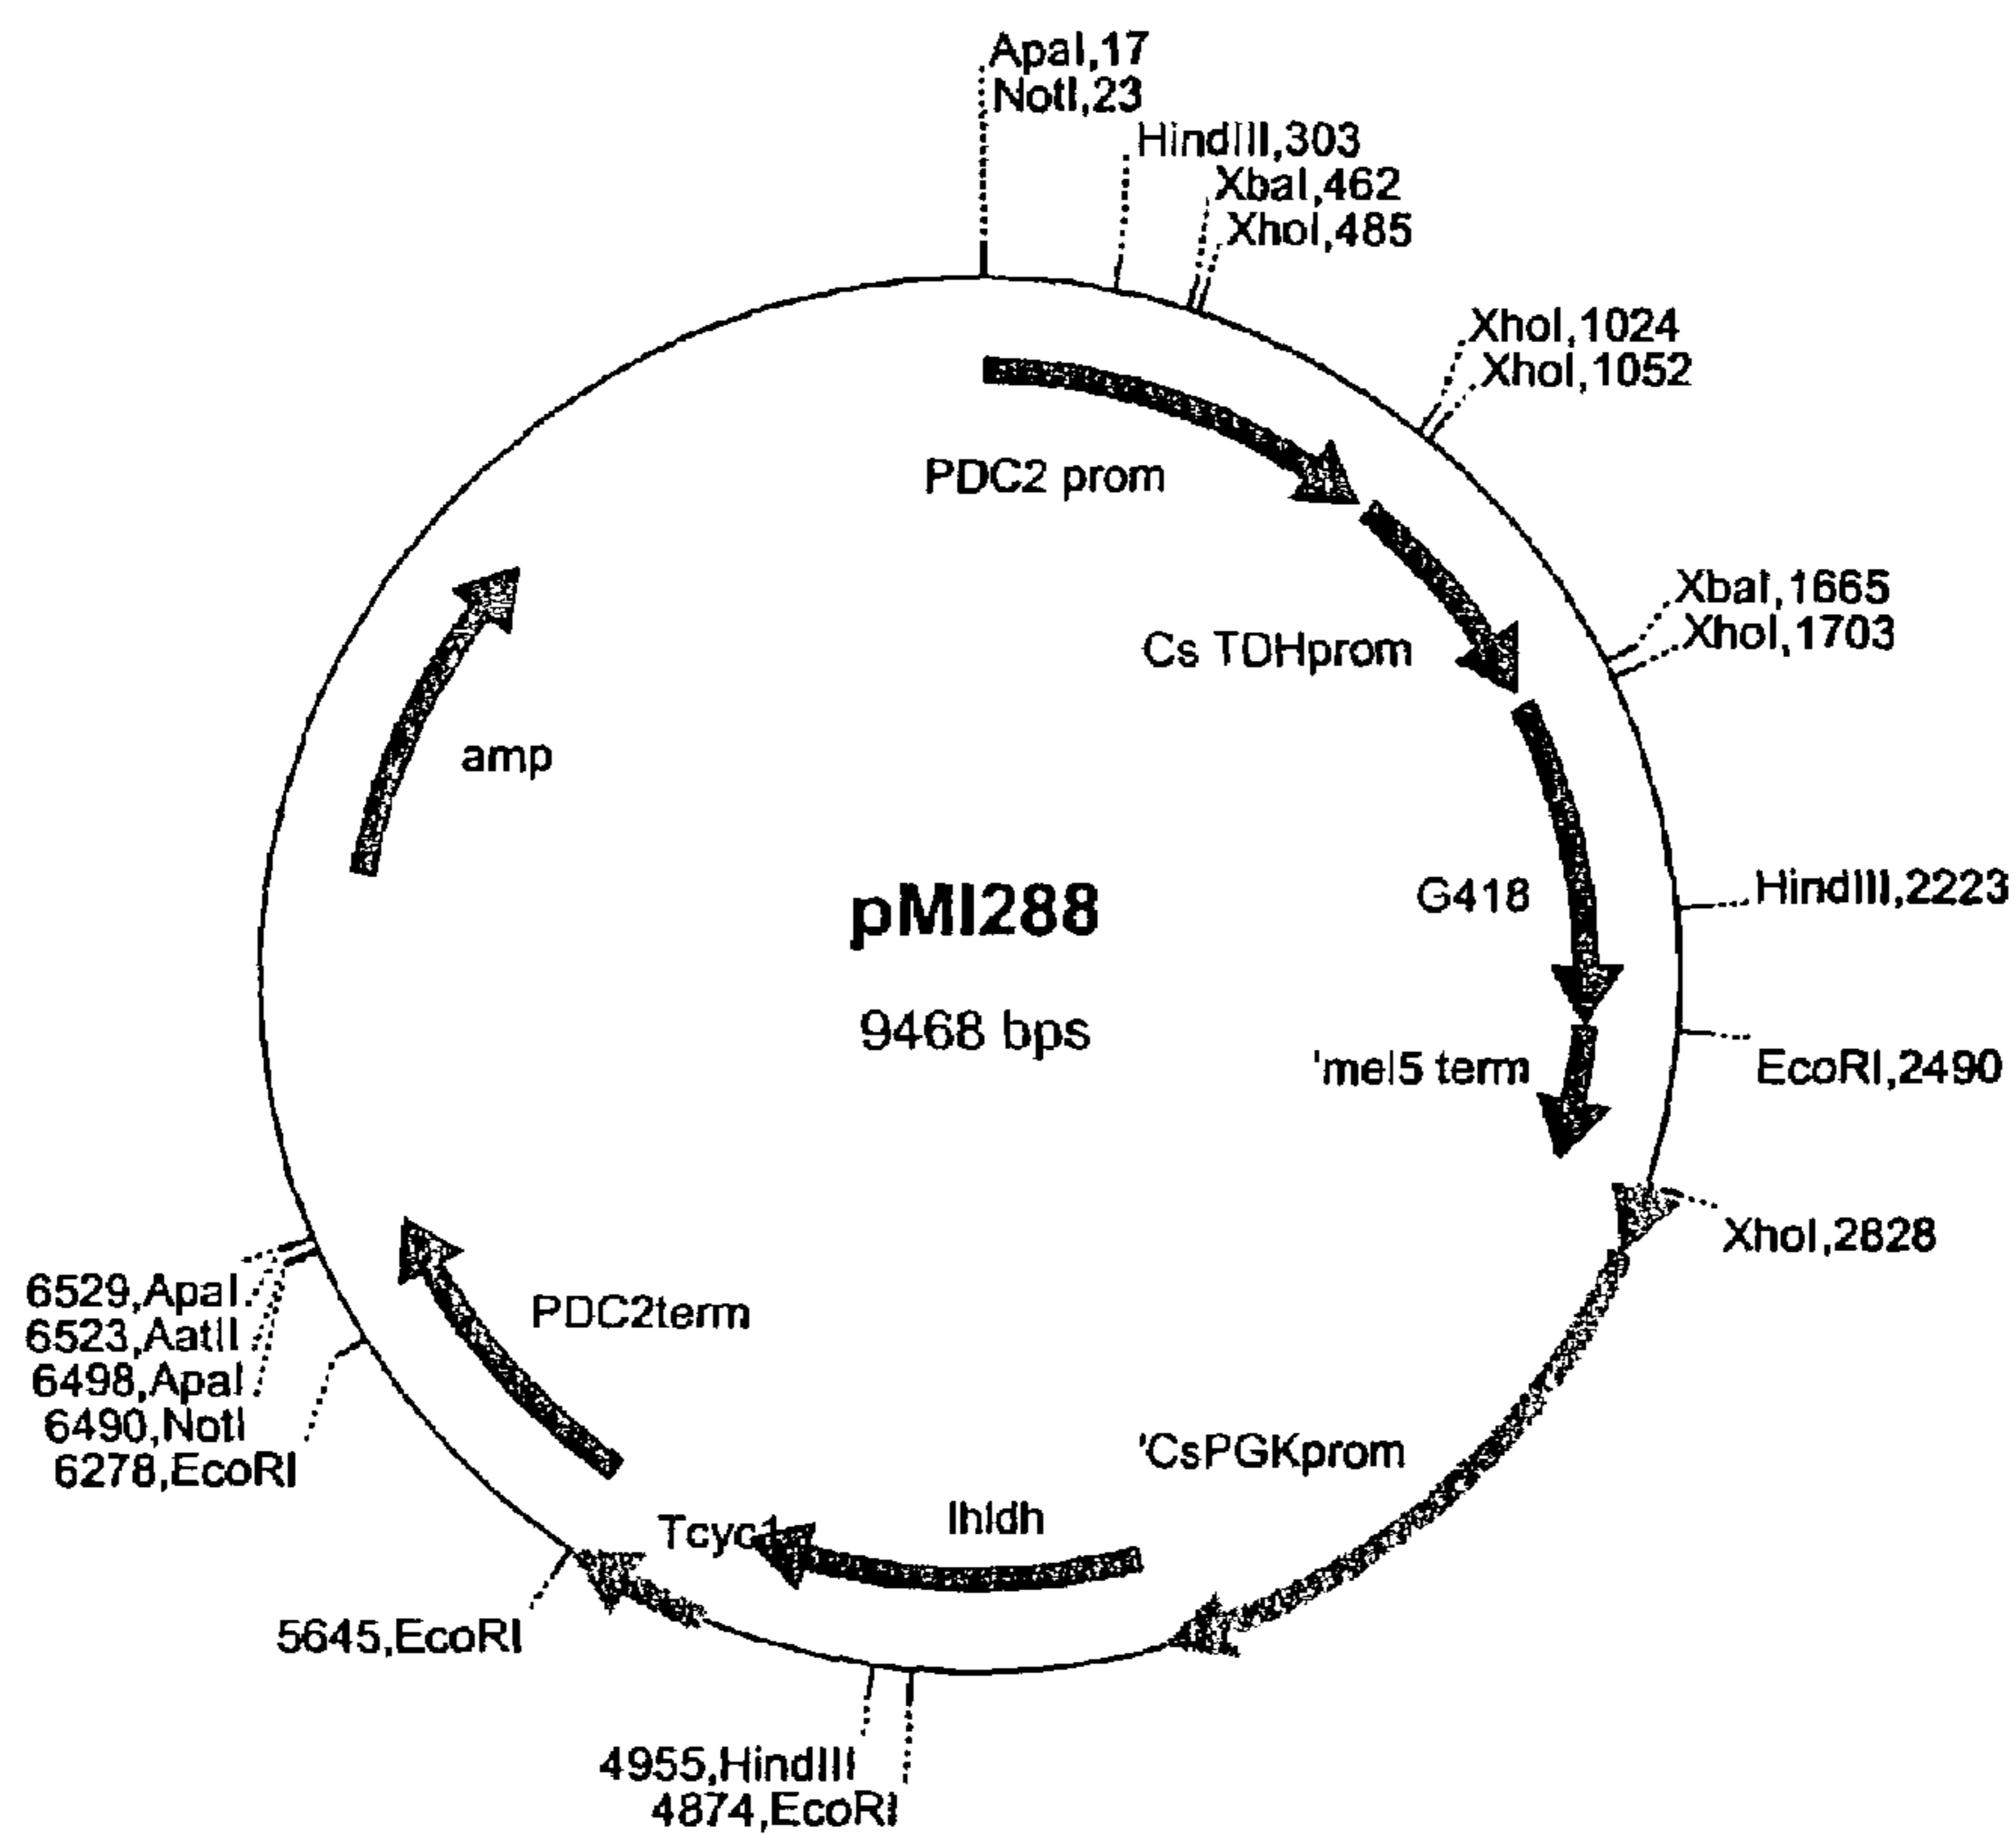 ApaI,17
NotI,23
HindIII,303
XbaI,462
XhoI,485
XhoI,1024
XhoI,1052
PDC2 prom
XbaI,1665
XhoI,1703
Cs TDHprom
amp
pMI288
G418
HindIII,2223
9468 bps
'mel5 term
EcoRI,2490
XhoI,2828
6529,ApaI
6523,AatII
6498,ApaI
6490,NotI
6278,EcoRI
PDC2term
'CsPGKprom
lhldh
Tcyc1
5645,EcoRI
4955,HindIII
4874,EcoRI